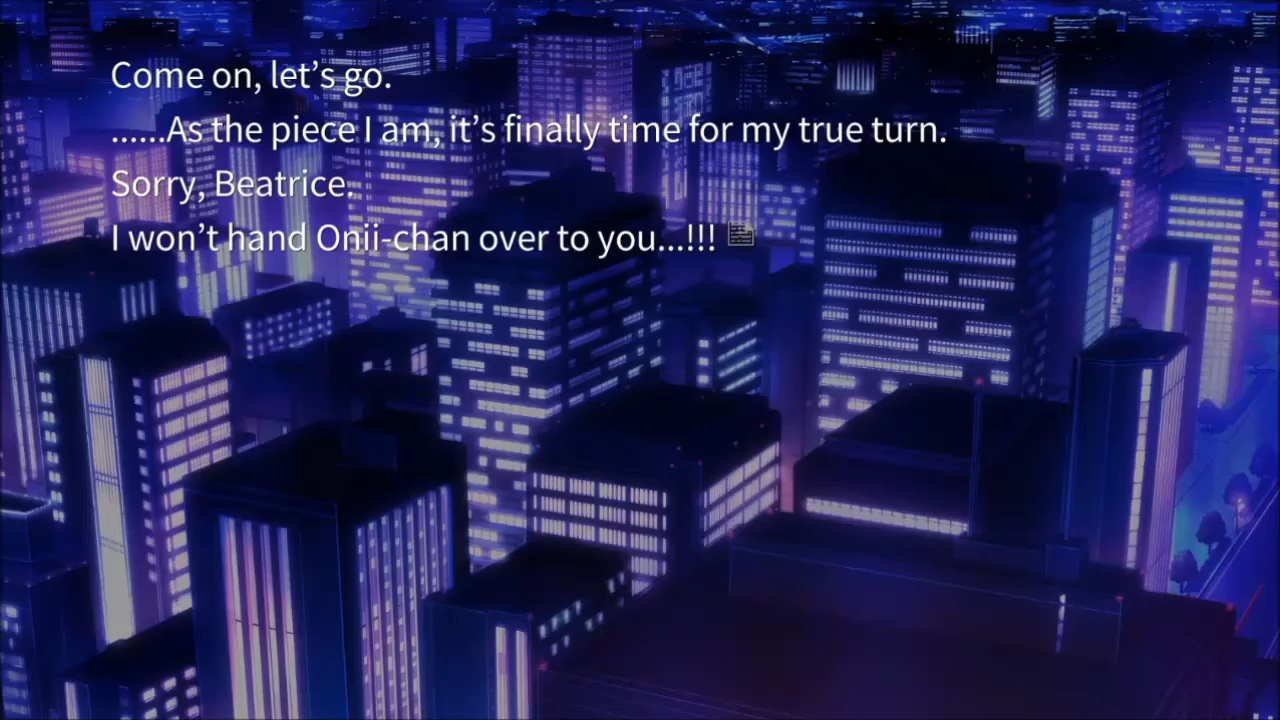 Come on, let’s go.
......As the piece I am, it’s finally time for my true turn.
Sorry, Beatrice.
I won’t hand Onii-chan over to you...!!!